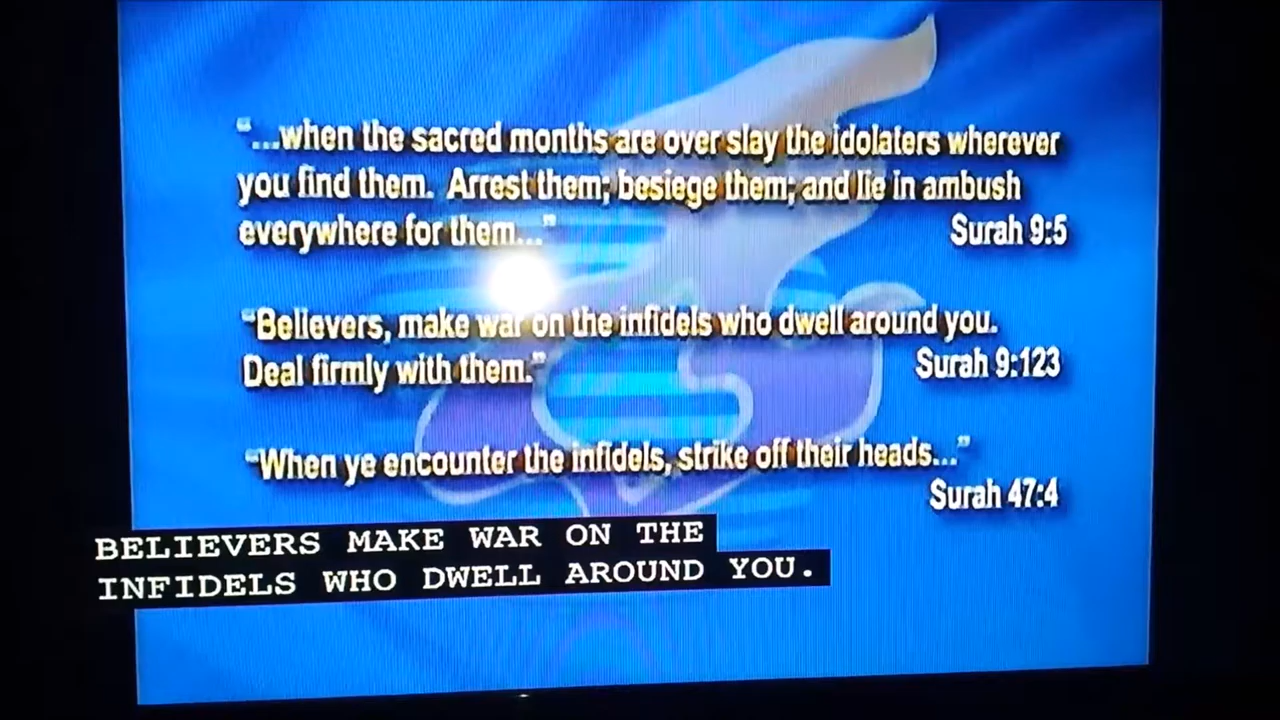 “...when the sacred months are over slay the idolaters wherever
you find them. Arrest them; besiege them; and lie in ambush
everywhere for them...”
Surah 9:5
“Believers, make war on the infidels who dwell around you.
Deal firmly with them.”
Surah 9:123
“When ye encounter the infidels, strike off their heads...”
Surah 47:4
BELIEVERS MAKE WAR ON THE
INFIDELS WHO DWELL AROUND YOU.